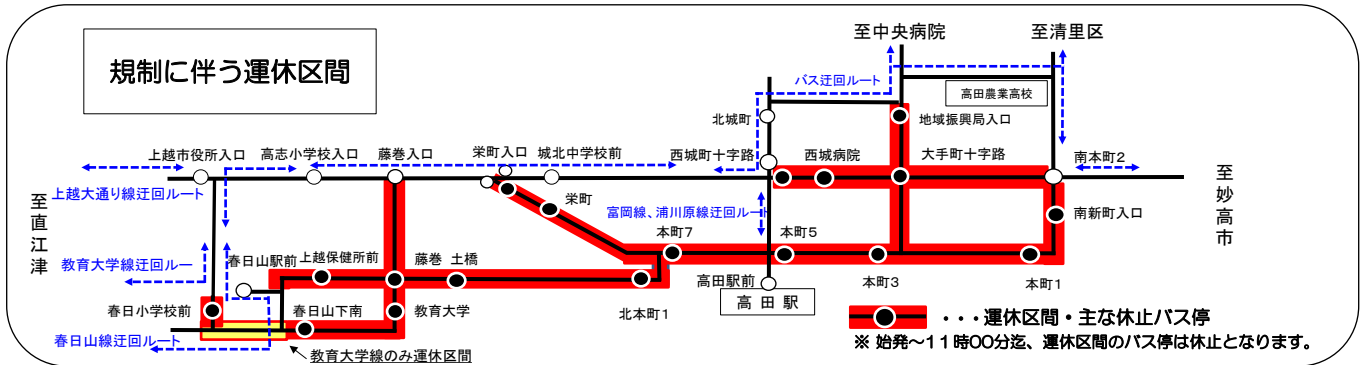 規制に伴う運休区間
至中央病院
至清里区
バス迂回ルート
高田農業高校
北城町
地域振興局入口
上越市役所入口
高志小学校入口
藤巻入口
栄町入口
城北中学校前
西城町十字路
西城病院
大手町十字路
南本町2
至直江津
上越大通り線迂回ルート
栄町
富岡線、浦川原線迂回ルート
南新町入口
至妙高市
教育大学線迂回ルー
春日山駅前
上越保健所前
藤巻
土橋
本町7
本町5
本町3
本町1
高田駅前
高田駅
春日小学校前
春日山下南
教育大学
北本町1
春日山線迂回ルート
教育大学線のみ運休区間
・・・運休区間・主な休止バス停
※ 始発~11時00分迄、運休区間のバス停は休止となります。